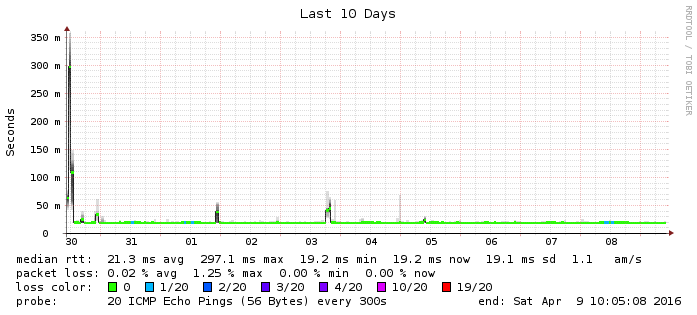 Last 10 Days
RRDTOOL / TOBI OETIKER
Seconds
350 m
300 m
250 m
200 m
150 m
100 m
50 m
0
30 31 01 02 03 04 05 06 07 08
median rtt: 21.3 ms avg 297.1 ms max 19.2 ms min 19.2 ms now 19.1 ms sd 1.1 am/s
packet loss: 0.02 % avg 1.25 % max 0.00 % min 0.00 % now
loss color: 0 1/20 2/20 3/20 4/20 10/20 19/20
probe: 20 ICMP Echo Pings (56 Bytes) every 300s end: Sat Apr 9 10:05:08 2016